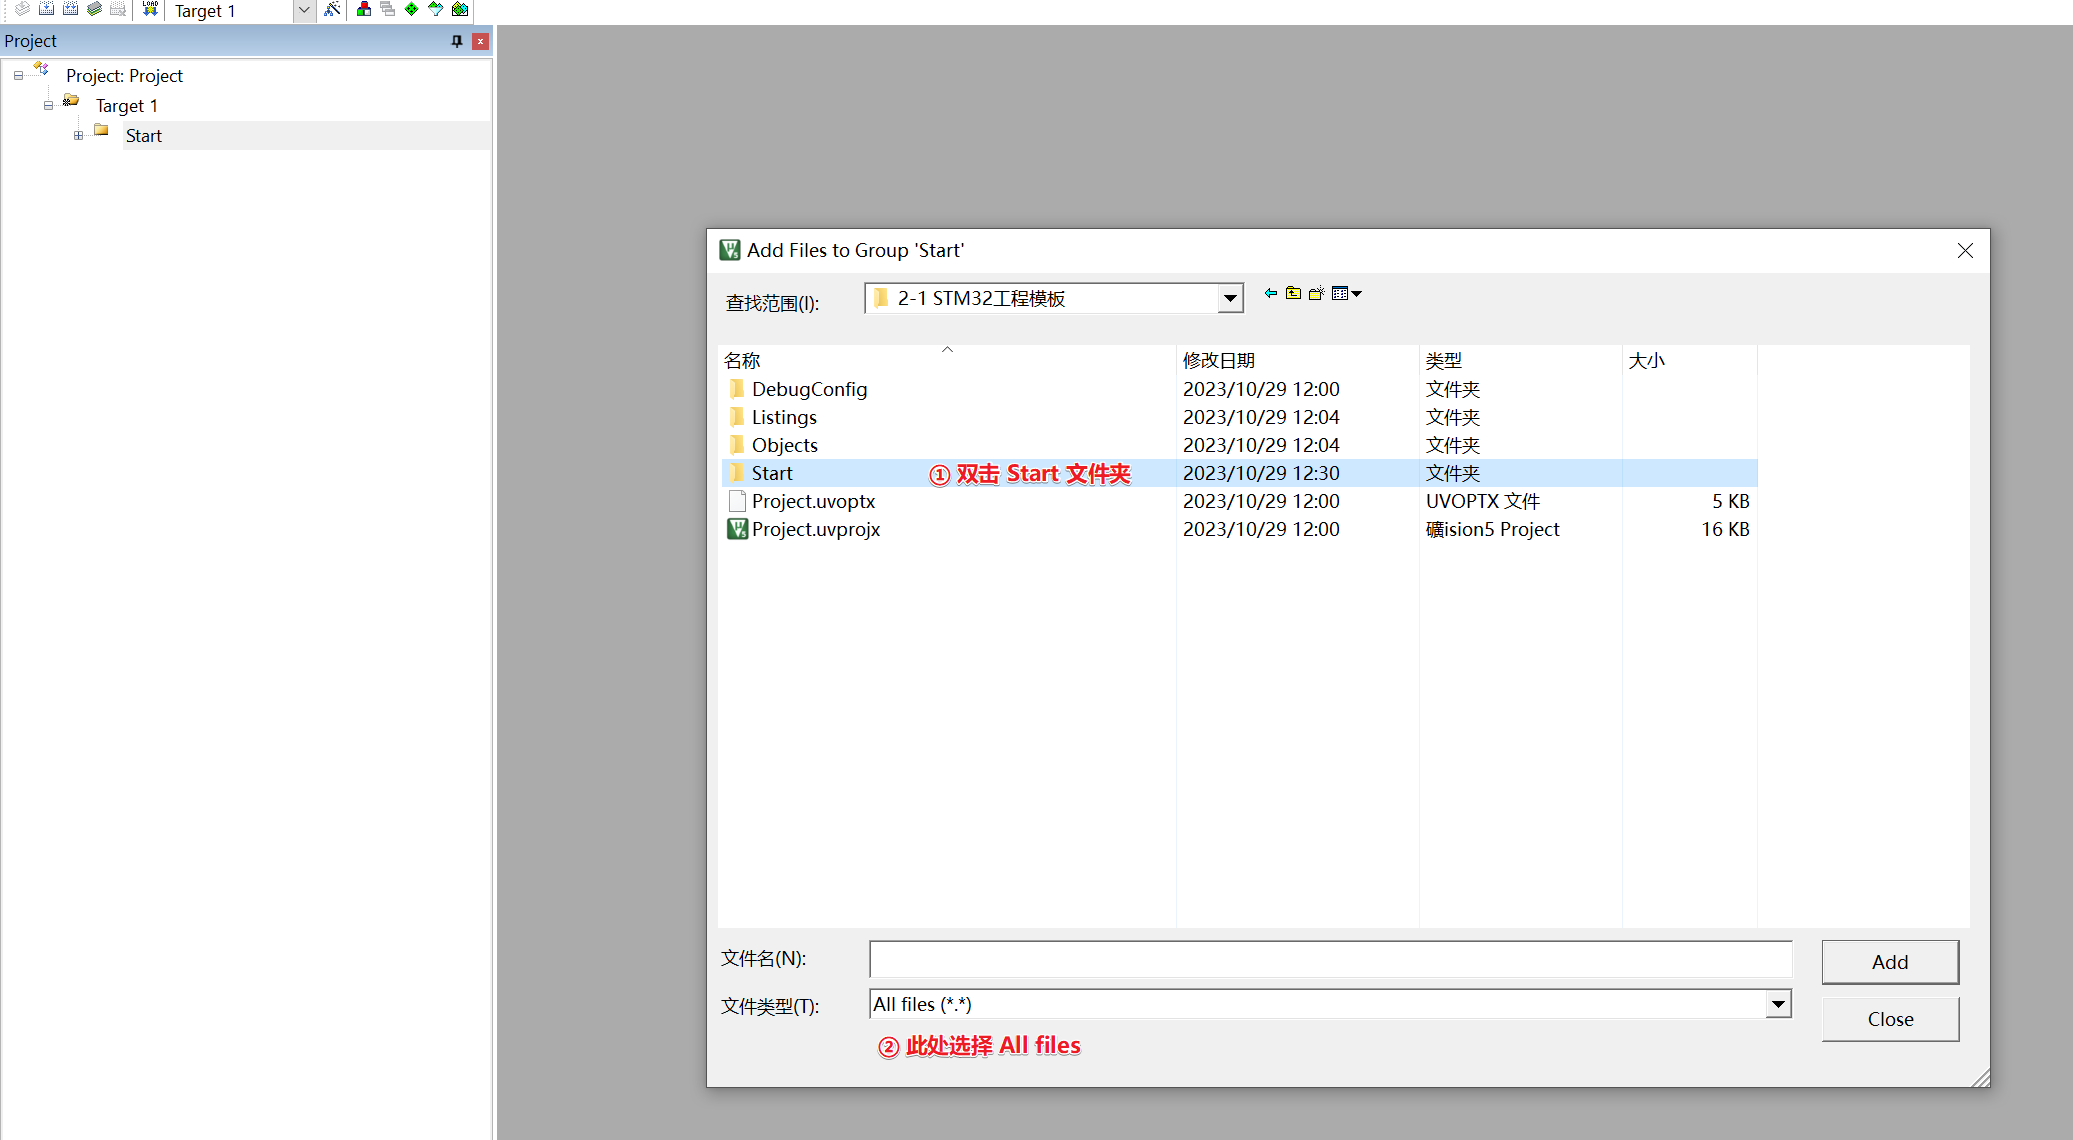 LOAD
Target 1
Project
Project: Project
Target 1
Start
Add Files to Group 'Start'
查找范围(I):
2-1 STM32工程模板
名称 修改日期 类型 大小
DebugConfig 2023/10/29 12:00 文件夹
Listings 2023/10/29 12:04 文件夹
Objects 2023/10/29 12:04 文件夹
Start ① 双击 Start 文件夹 2023/10/29 12:30 文件夹
Project.uvoptx 2023/10/29 12:00 UVOPTX 文件 5 KB
Project.uvprojx 2023/10/29 12:00 礦ision5 Project 16 KB
文件名(N):
Add
文件类型(T): All files (*.*)
Close
② 此处选择 All files